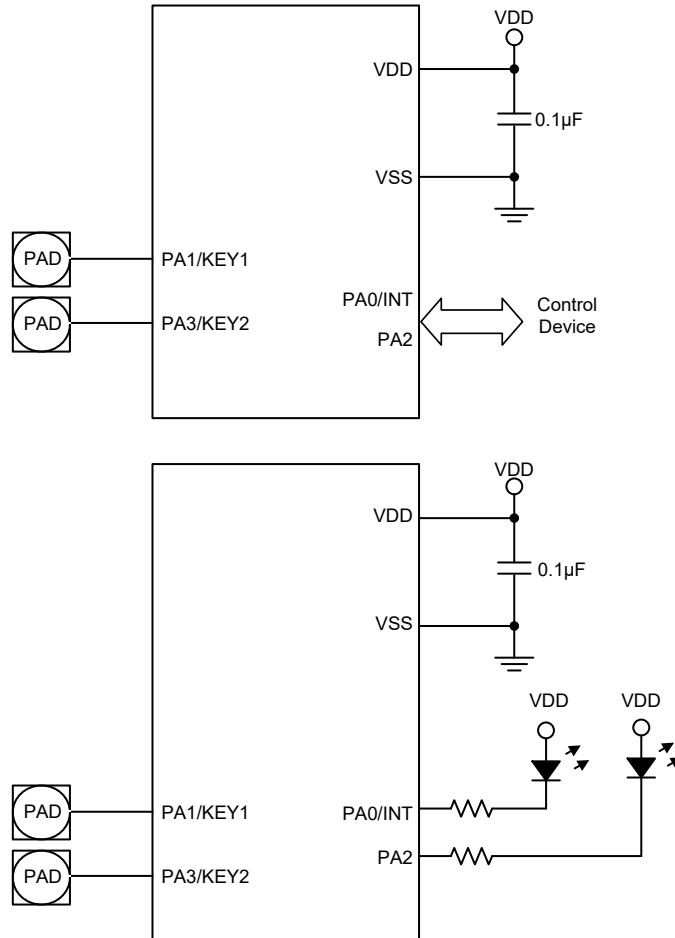 VDD
VDD
0.1µF
VSS
PAD
PA1/KEY1
PAD
PA3/KEY2
PA0/INT
PA2
Control
Device
VDD
VDD
0.1µF
VSS
VDD
VDD
PAD
PA1/KEY1
PA0/INT
PAD
PA3/KEY2
PA2